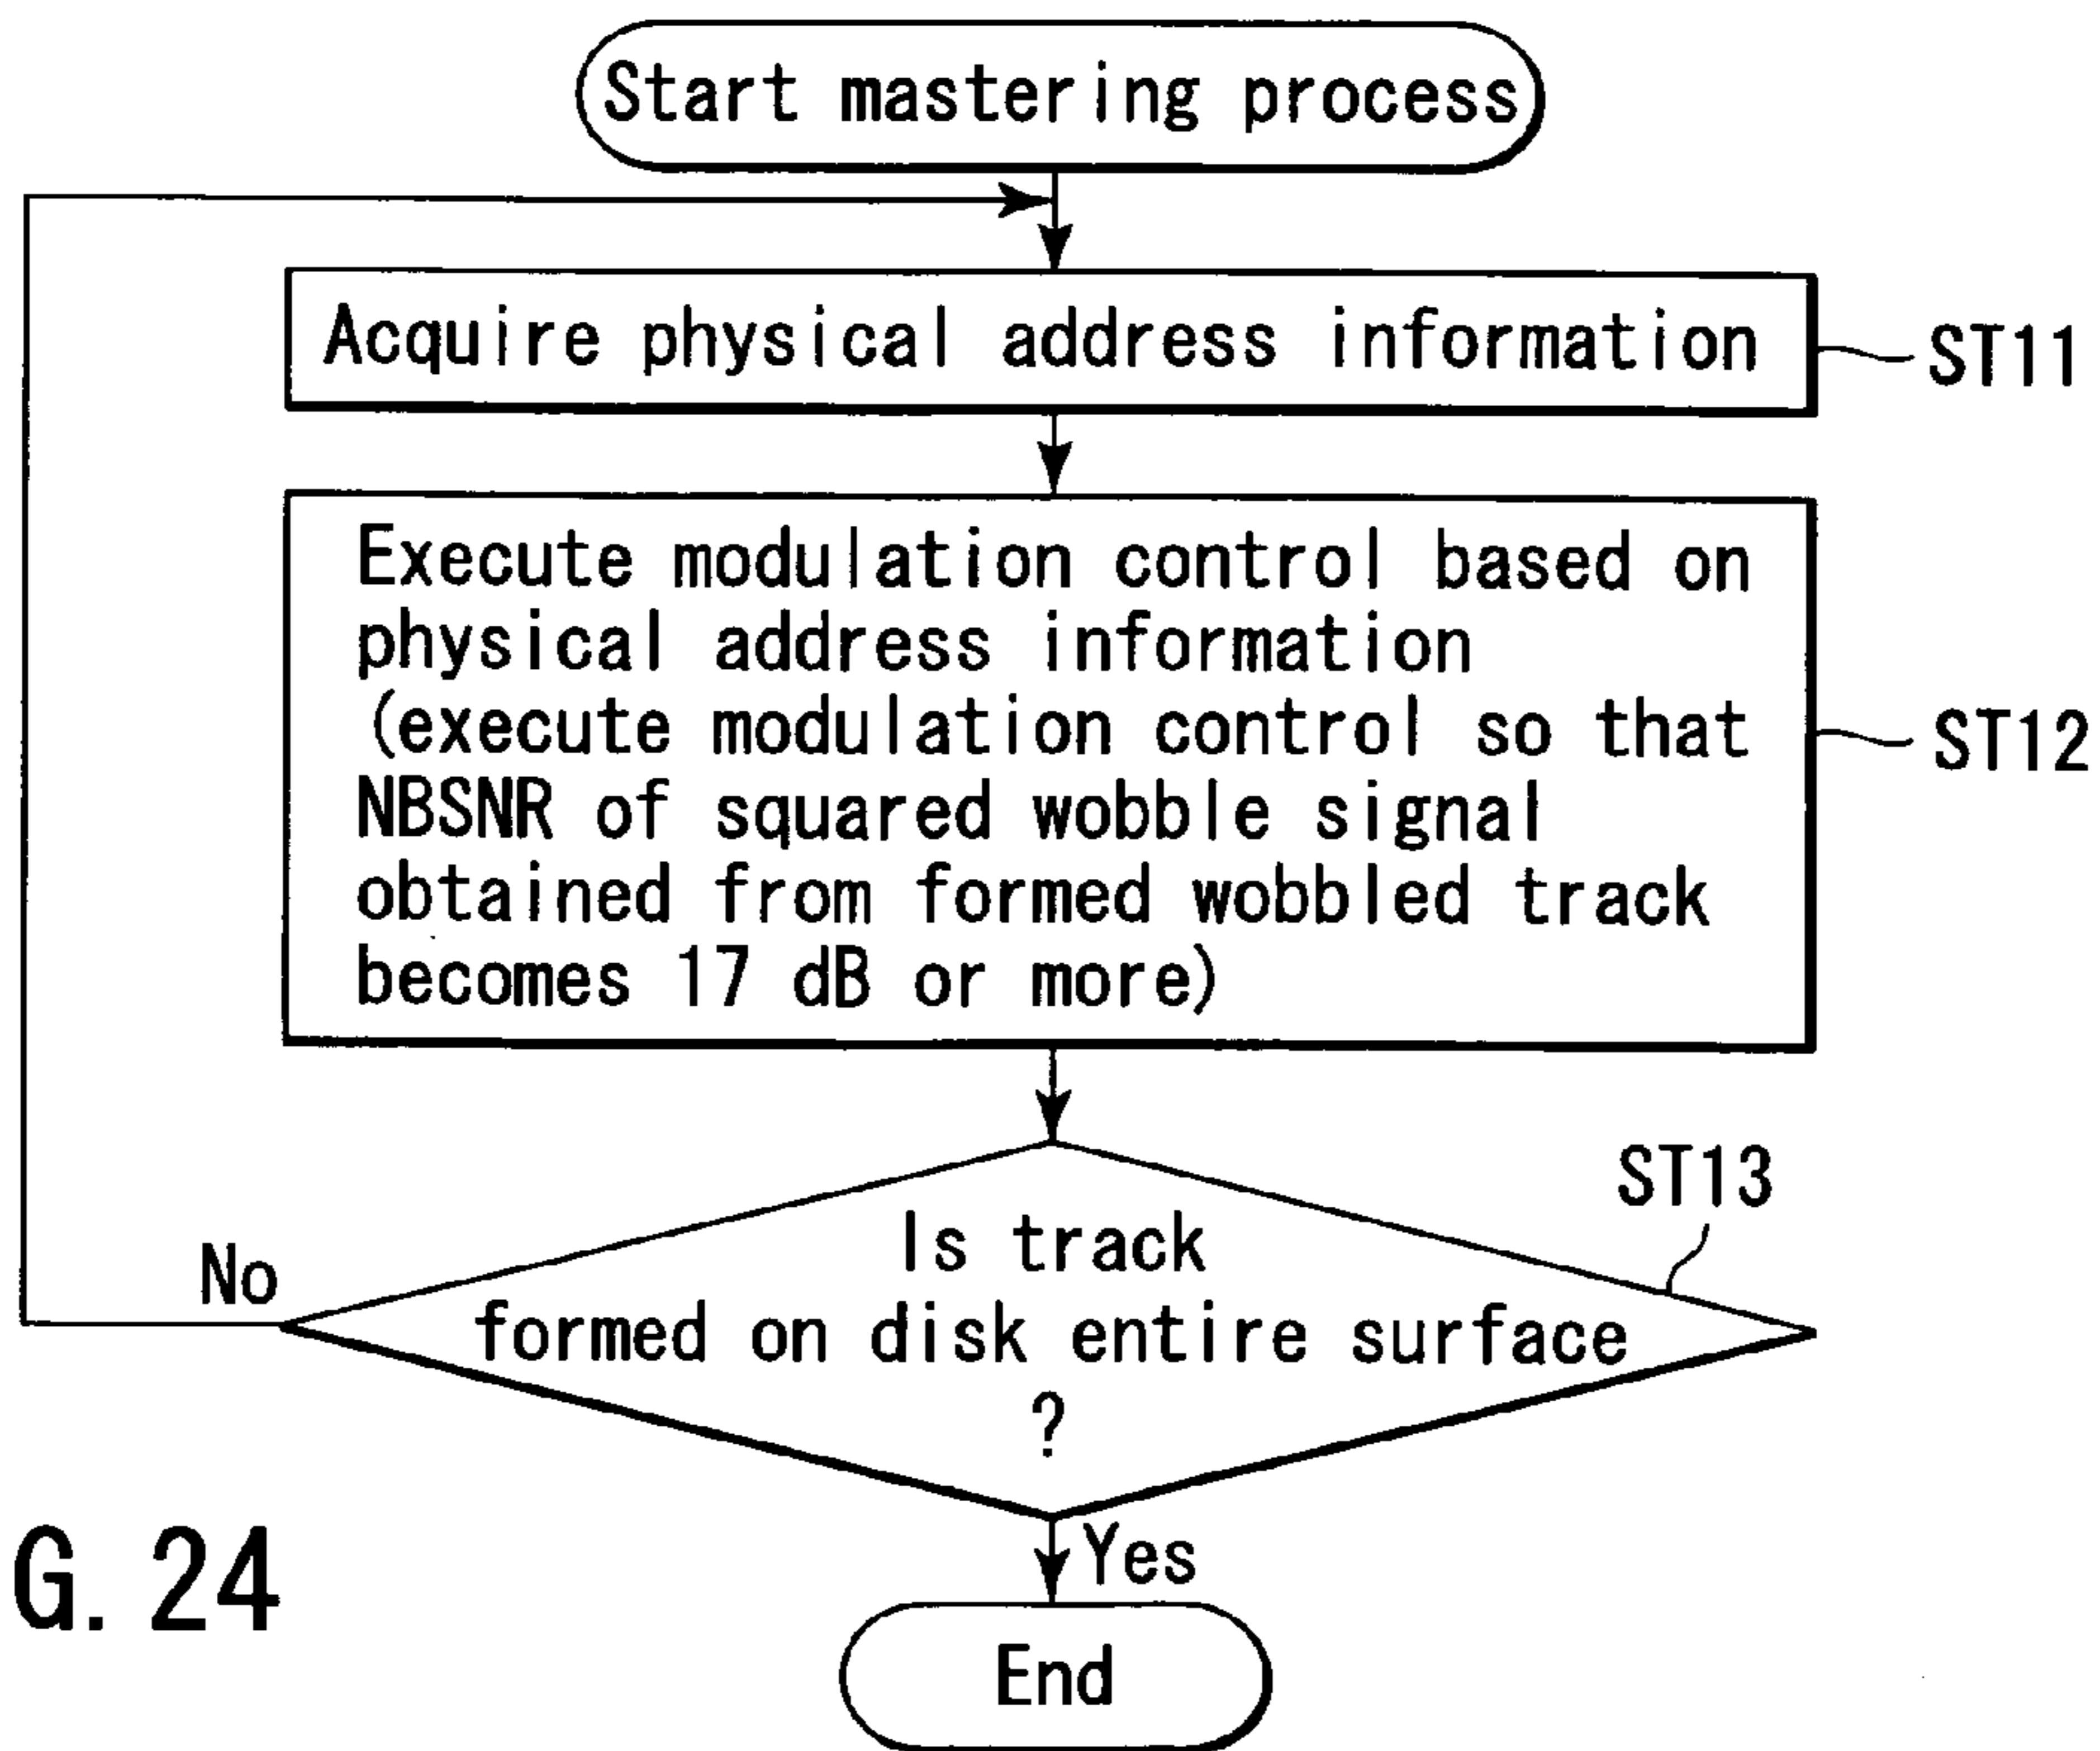 Start mastering process
Acquire physical address information
ST11
Execute modulation control based on
physical address information
(execute modulation control so that
NBSNR of squared wobble signal
obtained from formed wobbled track
becomes 17 dB or more)
ST12
ST13
Is track
formed on disk entire surface
?
No
Yes
End
G. 24